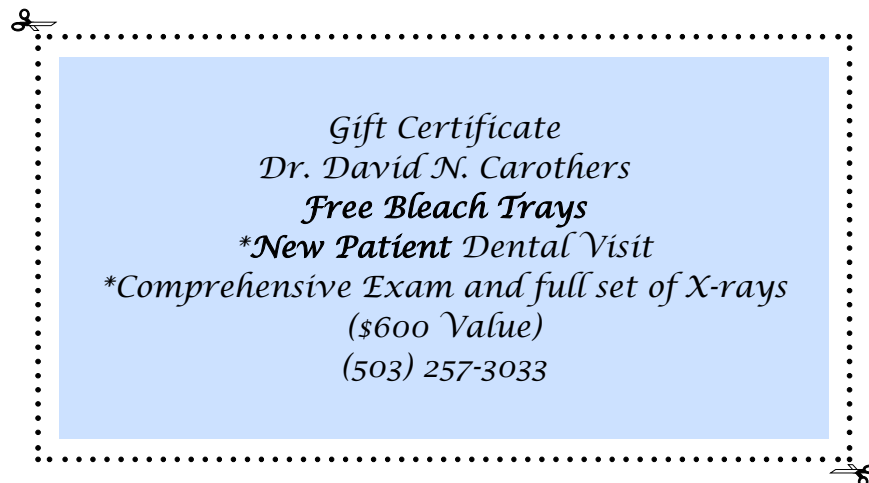 Gift Certificate
Dr. David N. Carothers
Free Bleach Trays
*New Patient Dental Visit
*Comprehensive Exam and full set of X-rays
($600 Value)
(503) 257-3033